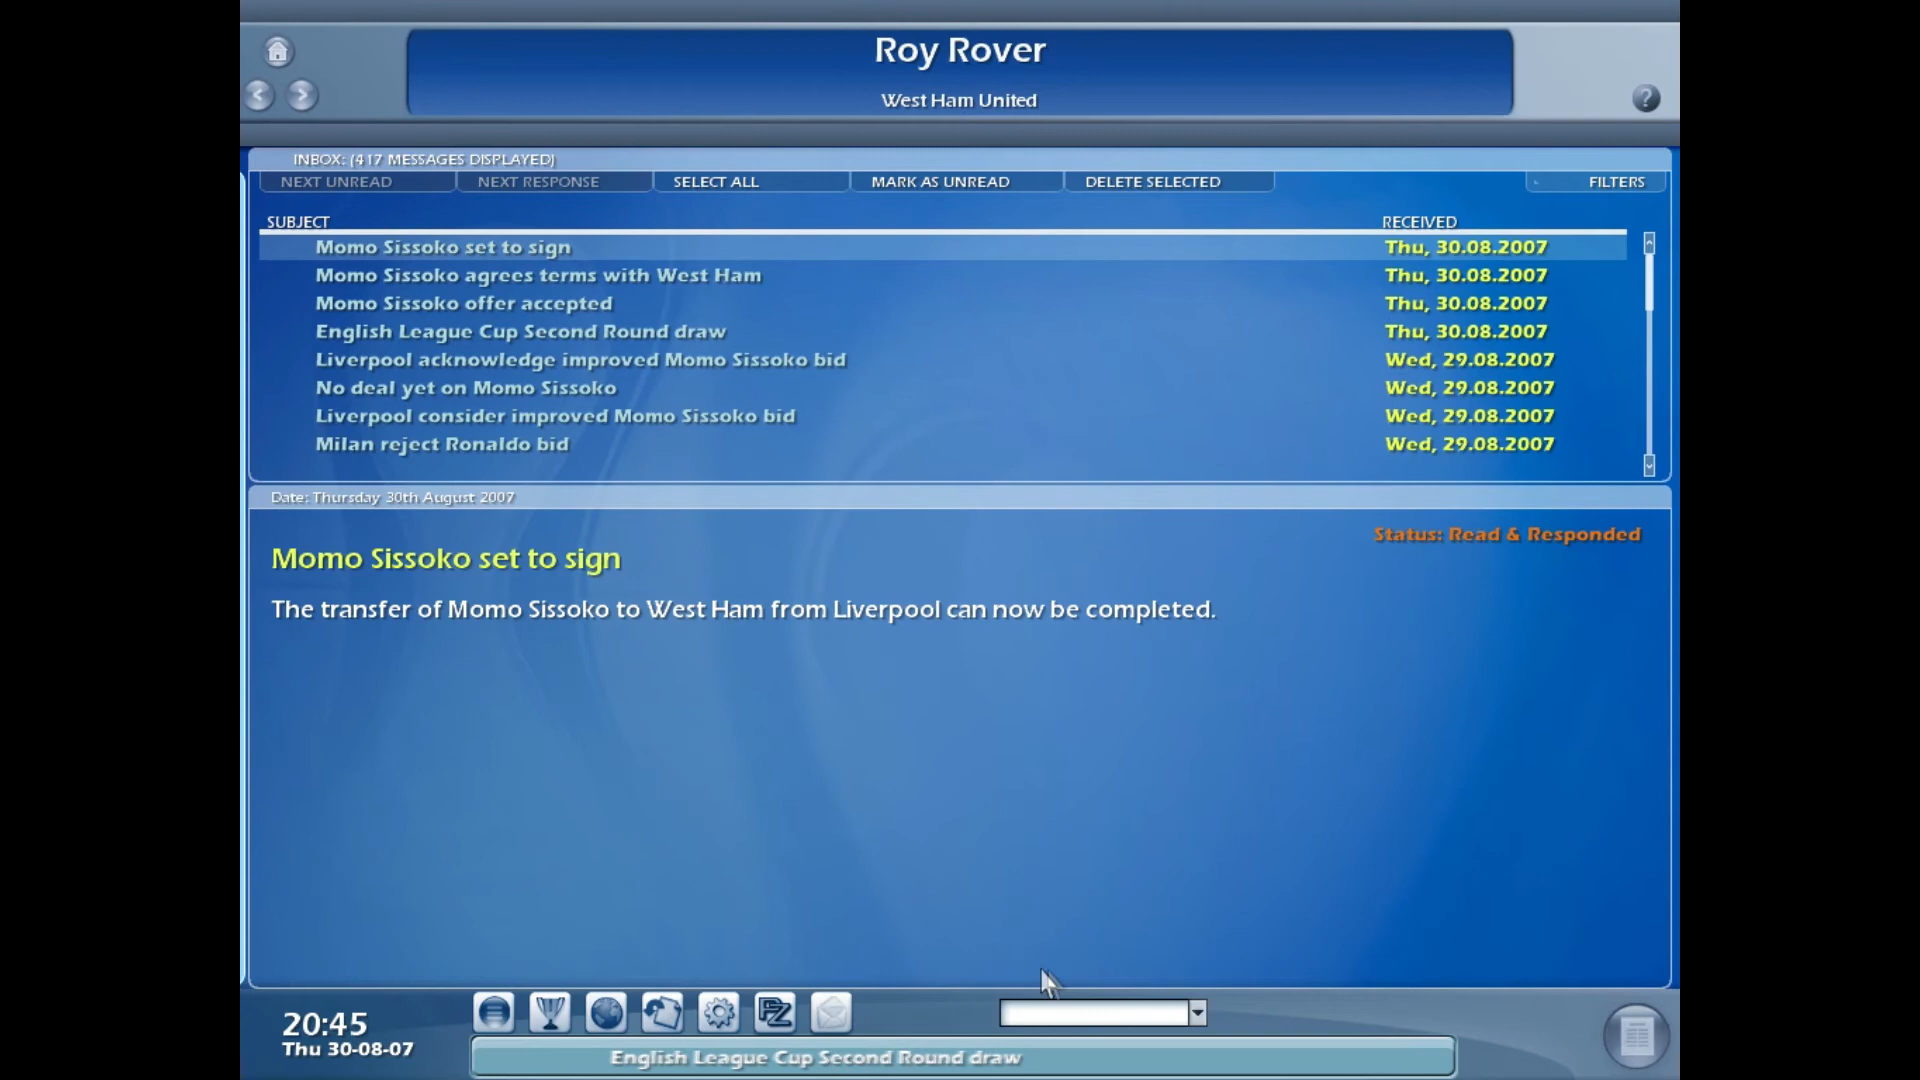 Roy Rover
West Ham United
?
INBOX: (417 MESSAGES DISPLAYED)
NEXT UNREAD NEXT RESPONSE SELECT ALL MARK AS UNREAD DELETE SELECTED FILTERS
SUBJECT RECEIVED
Momo Sissoko set to sign Thu, 30.08.2007
Momo Sissoko agrees terms with West Ham Thu, 30.08.2007
Momo Sissoko offer accepted Thu, 30.08.2007
English League Cup Second Round draw Thu, 30.08.2007
Liverpool acknowledge improved Momo Sissoko bid Wed, 29.08.2007
No deal yet on Momo Sissoko Wed, 29.08.2007
Liverpool consider improved Momo Sissoko bid Wed, 29.08.2007
Milan reject Ronaldo bid Wed, 29.08.2007
Date: Thursday 30th August 2007
Status: Read & Responded
Momo Sissoko set to sign
The transfer of Momo Sissoko to West Ham from Liverpool can now be completed.
20:45
Thu 30-08-07
PZ
English League Cup Second Round draw